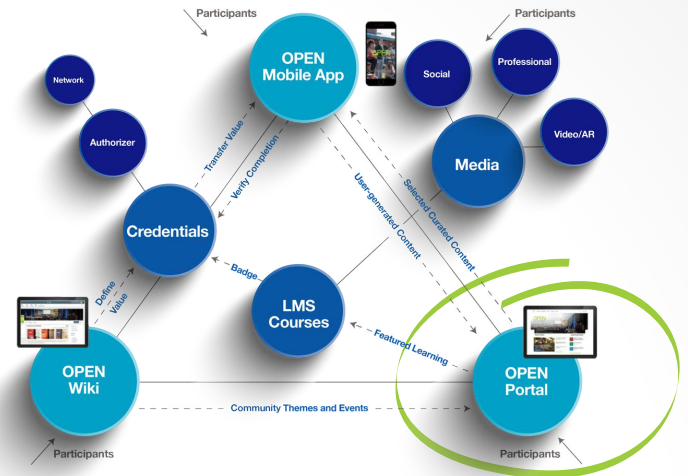 Participants
Participants
OPEN
Mobile App
Professional
Social
Network
Video/AR
Authorizer
Media
Transfer Value
Verify Completion
User-generated Content
Selected Curated Content
Credentials
Badge
Define
Value
LMS
Courses
Featured Learning
OPEN
Wiki
OPEN
Portal
Community Themes and Events
Participants
Participants